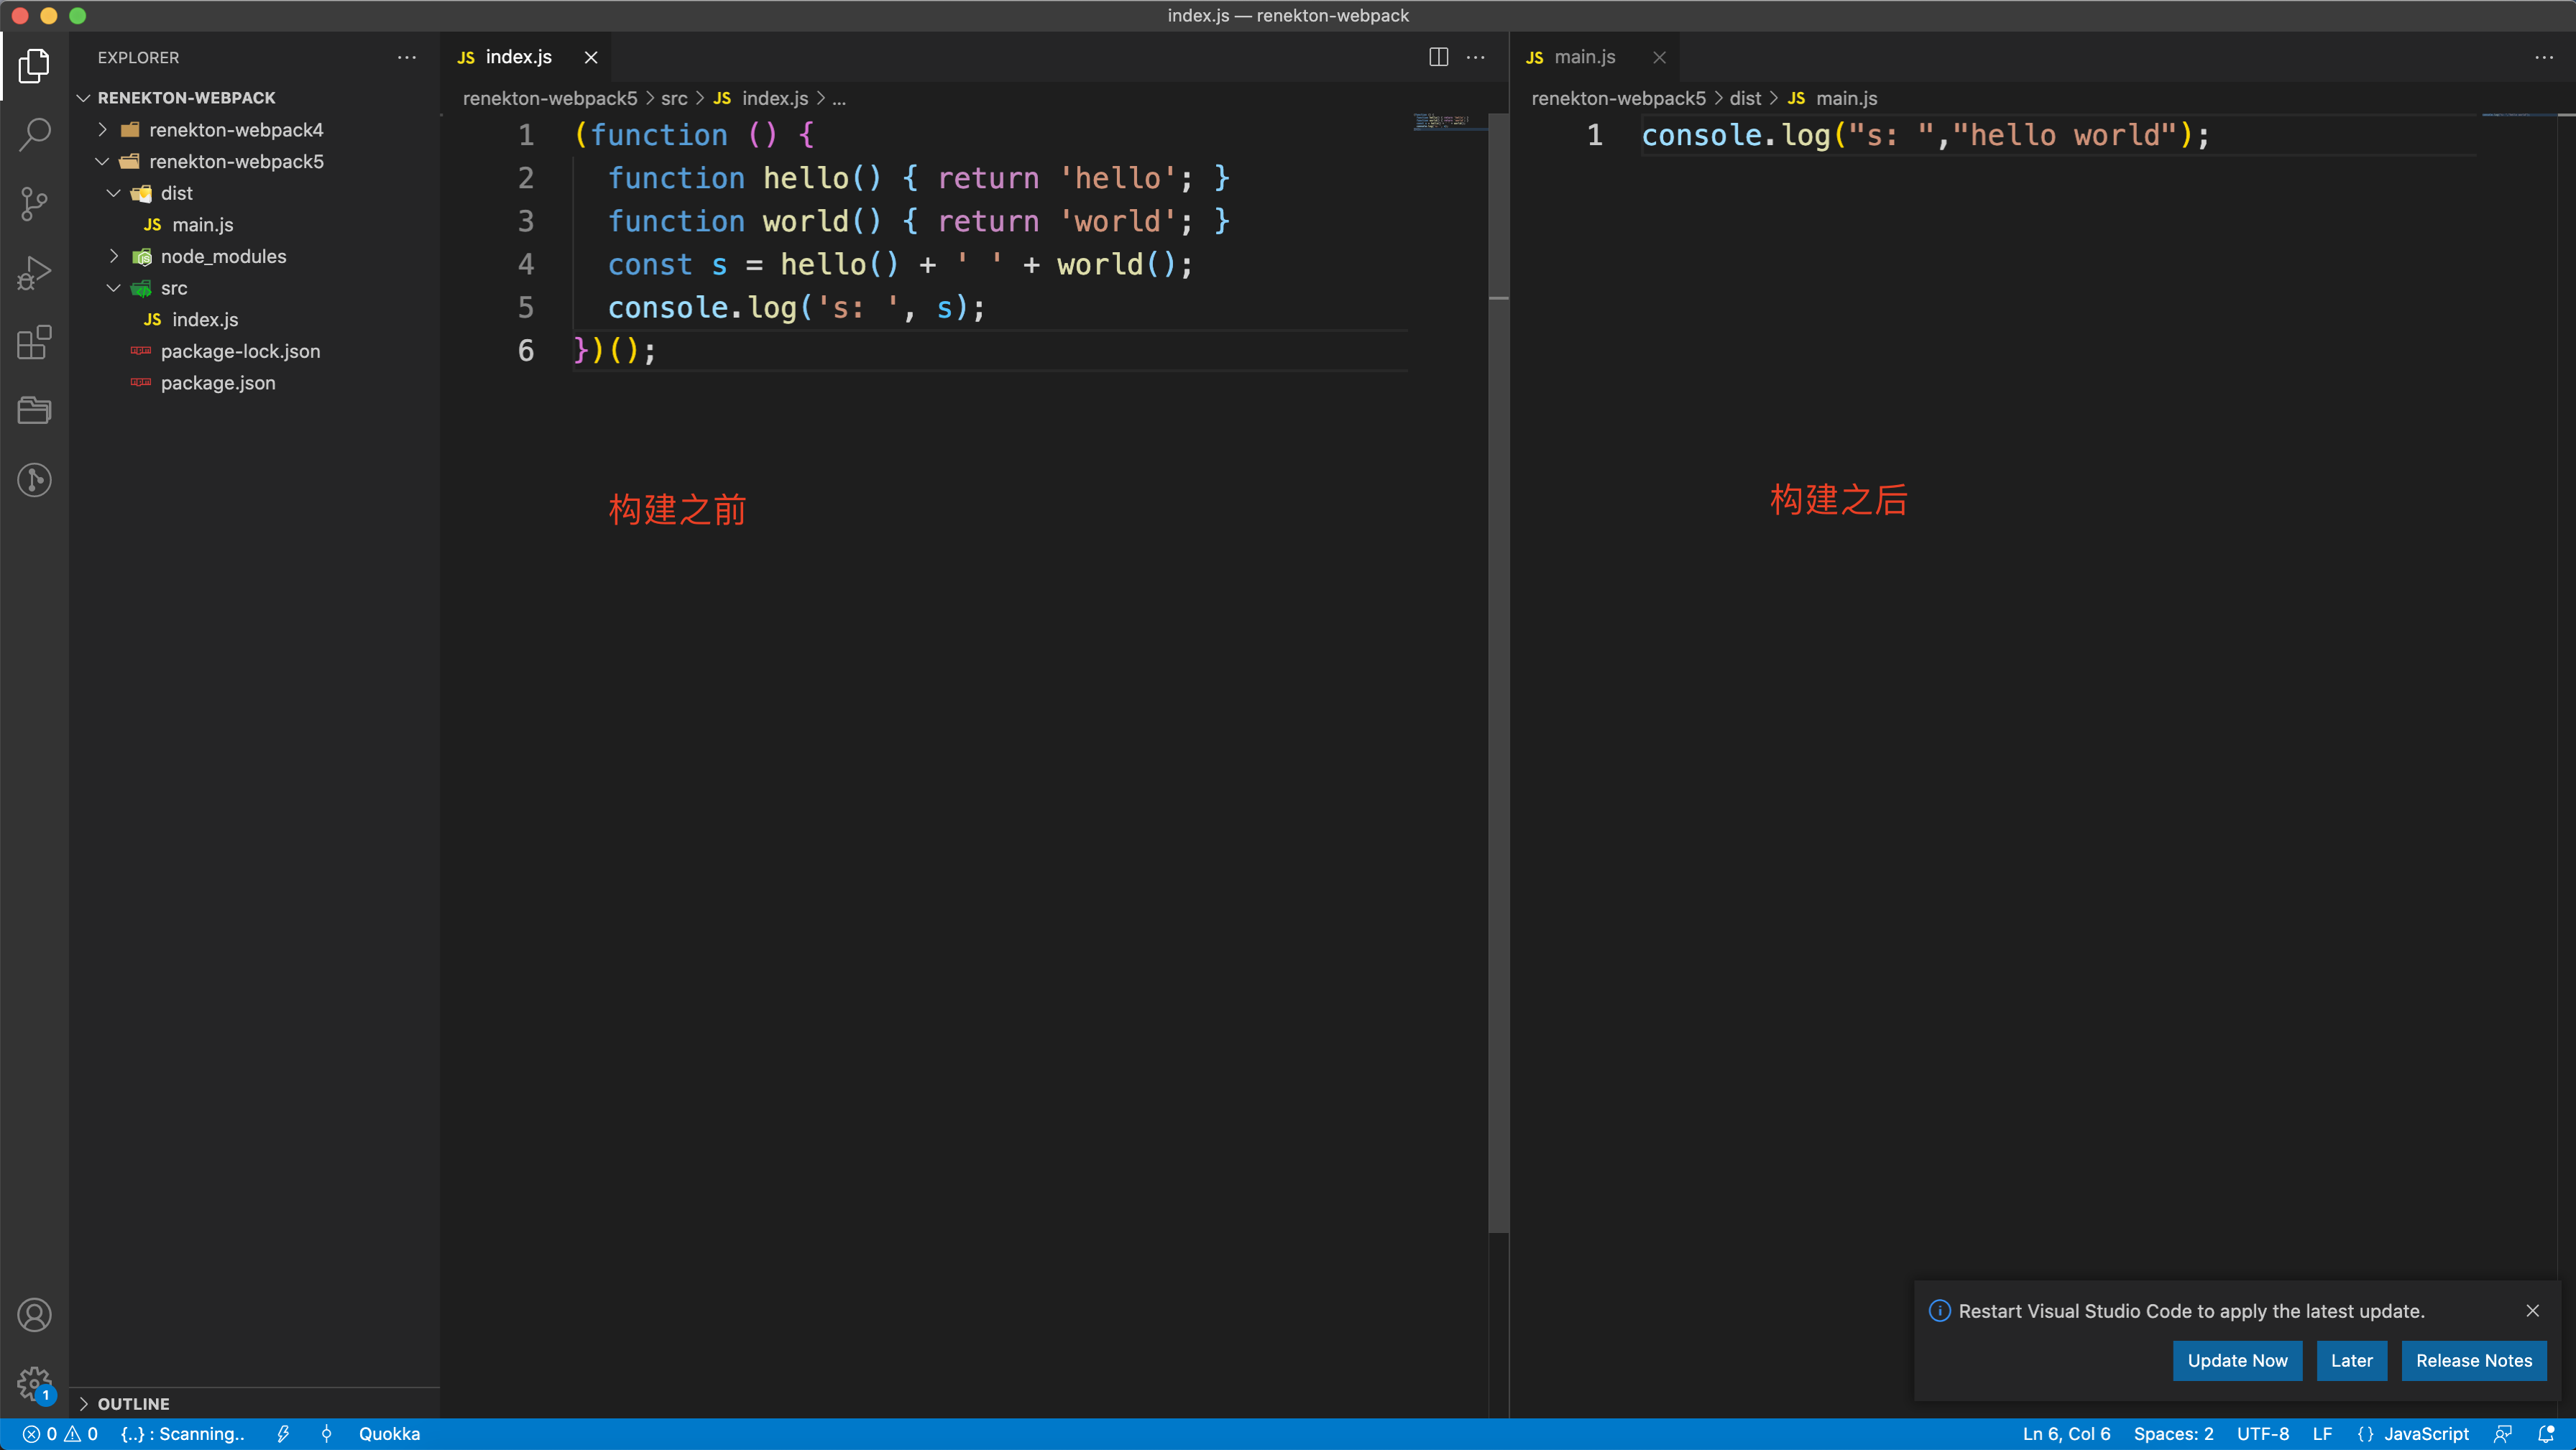 index.js — renekton-webpack
EXPLORER
RENEKTON-WEBPACK
renekton-webpack4
renekton-webpack5
dist
JS main.js
node_modules
src
JS index.js
package-lock.json
package.json
OUTLINE
JS index.js
renekton-webpack5 > src > JS index.js > ...
1 (function () {
2 function hello() { return 'hello'; }
3 function world() { return 'world'; }
4 const s = hello() + ' ' + world();
5 console.log('s: ', s);
6 })();
构建之前
JS main.js
renekton-webpack5 > dist > JS main.js
1 console.log("s: ","hello world");
构建之后
Restart Visual Studio Code to apply the latest update.
Update Now Later Release Notes
1
0 0 {..} : Scanning.. Quokka Ln 6, Col 6 Spaces: 2 UTF-8 LF {} JavaScript